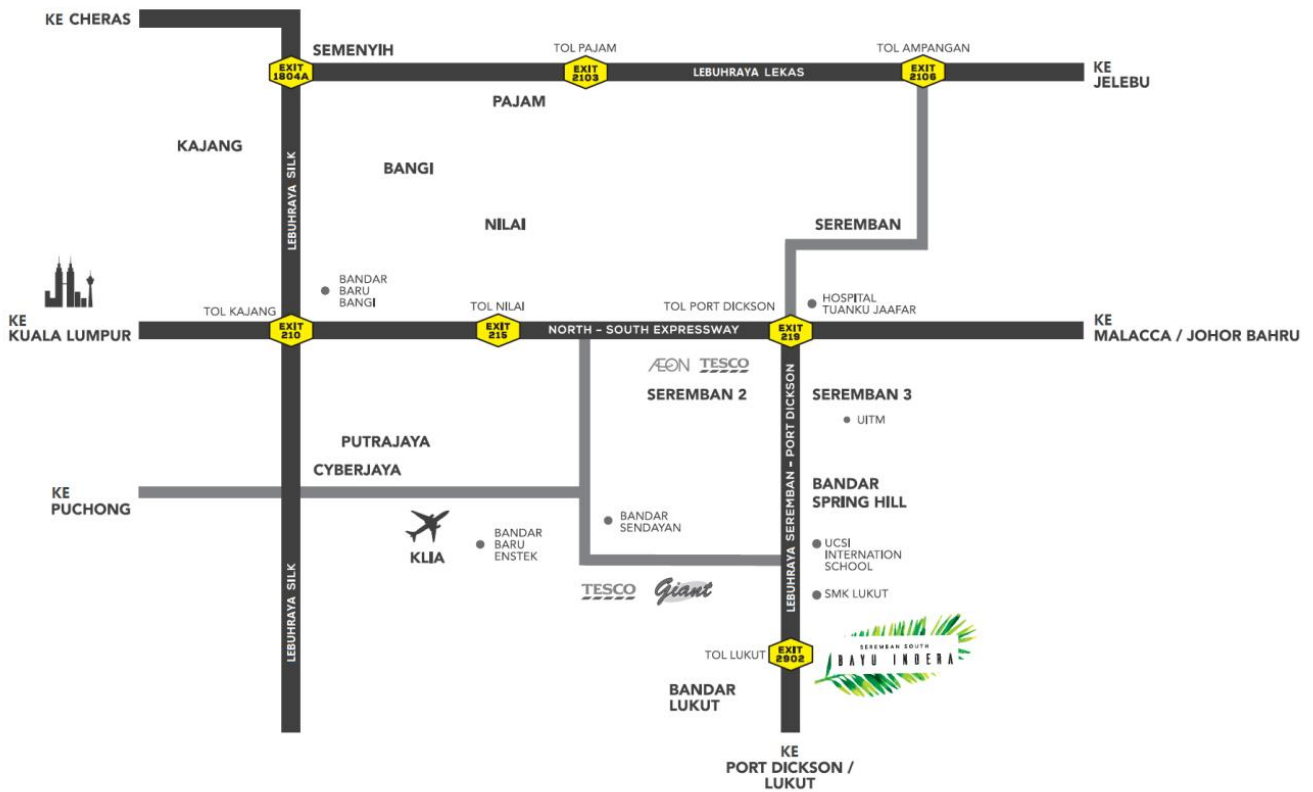 KE CHERAS
EXIT
1804A
SEMENYIH
TOL PAJAM
EXIT
2103
LEBUHRAYA LEKAS
TOL AMPANGAN
EXIT
2106
KE
JELEBU
PAJAM
KAJANG
BANGI
LEBUHRAYA SILK
NILAI
SEREMBAN
BANDAR
BARU
BANGI
TOL KAJANG
TOL NILAI
TOL PORT DICKSON
HOSPITAL
TUANKU JAAFAR
KE
KUALA LUMPUR
EXIT
210
EXIT
215
NORTH - SOUTH EXPRESSWAY
EXIT
219
KE
MALACCA / JOHOR BAHRU
ÆON
TESCO
SEREMBAN 2
SEREMBAN 3
UITM
LEBUHRAYA SEREMBAN - PORT DICKSON
PUTRAJAYA
CYBERJAYA
KE
PUCHONG
BANDAR
SPRING HILL
KLIA
BANDAR
BARU
ENSTEK
BANDAR
SENDAYAN
UCSI
INTERNATION
SCHOOL
TESCO
Giant
SMK LUKUT
LEBUHRAYA SILK
TOL LUKUT
EXIT
2902
SEREMBAN SOUTH
BAYU INDERA
BANDAR
LUKUT
KE
PORT DICKSON /
LUKUT